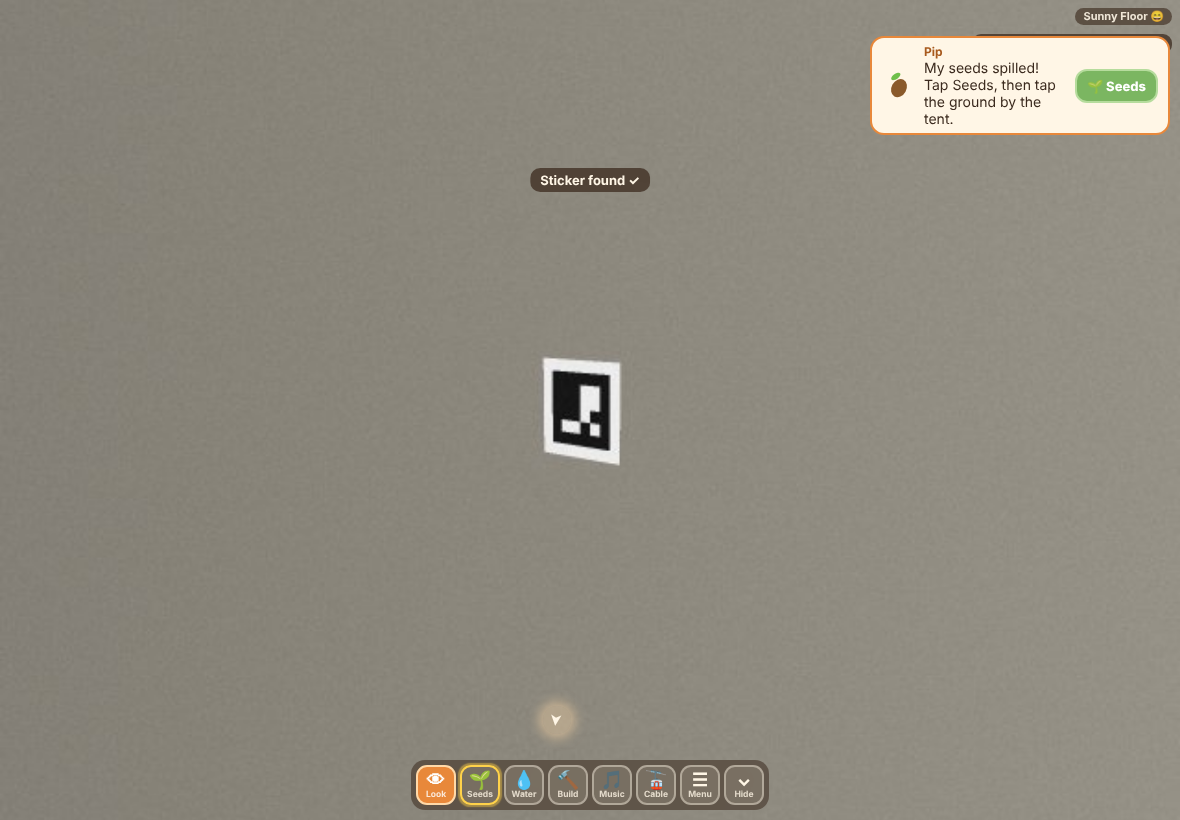 Sunny Floor 😄
Pip
My seeds spilled!
Tap Seeds, then tap
the ground by the
tent.
🌱 Seeds
Sticker found ✓
Look
Seeds
Water
Build
Music
Cable
Menu
Hide